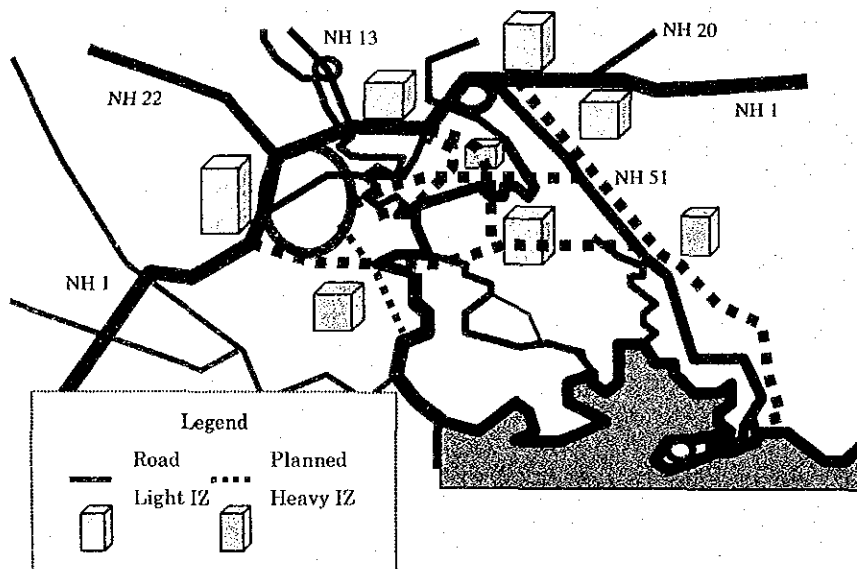 NH 13
NH 20
NH 22
NH 1
NH 51
NH 1
Legend
Road
Planned
Light IZ
Heavy IZ